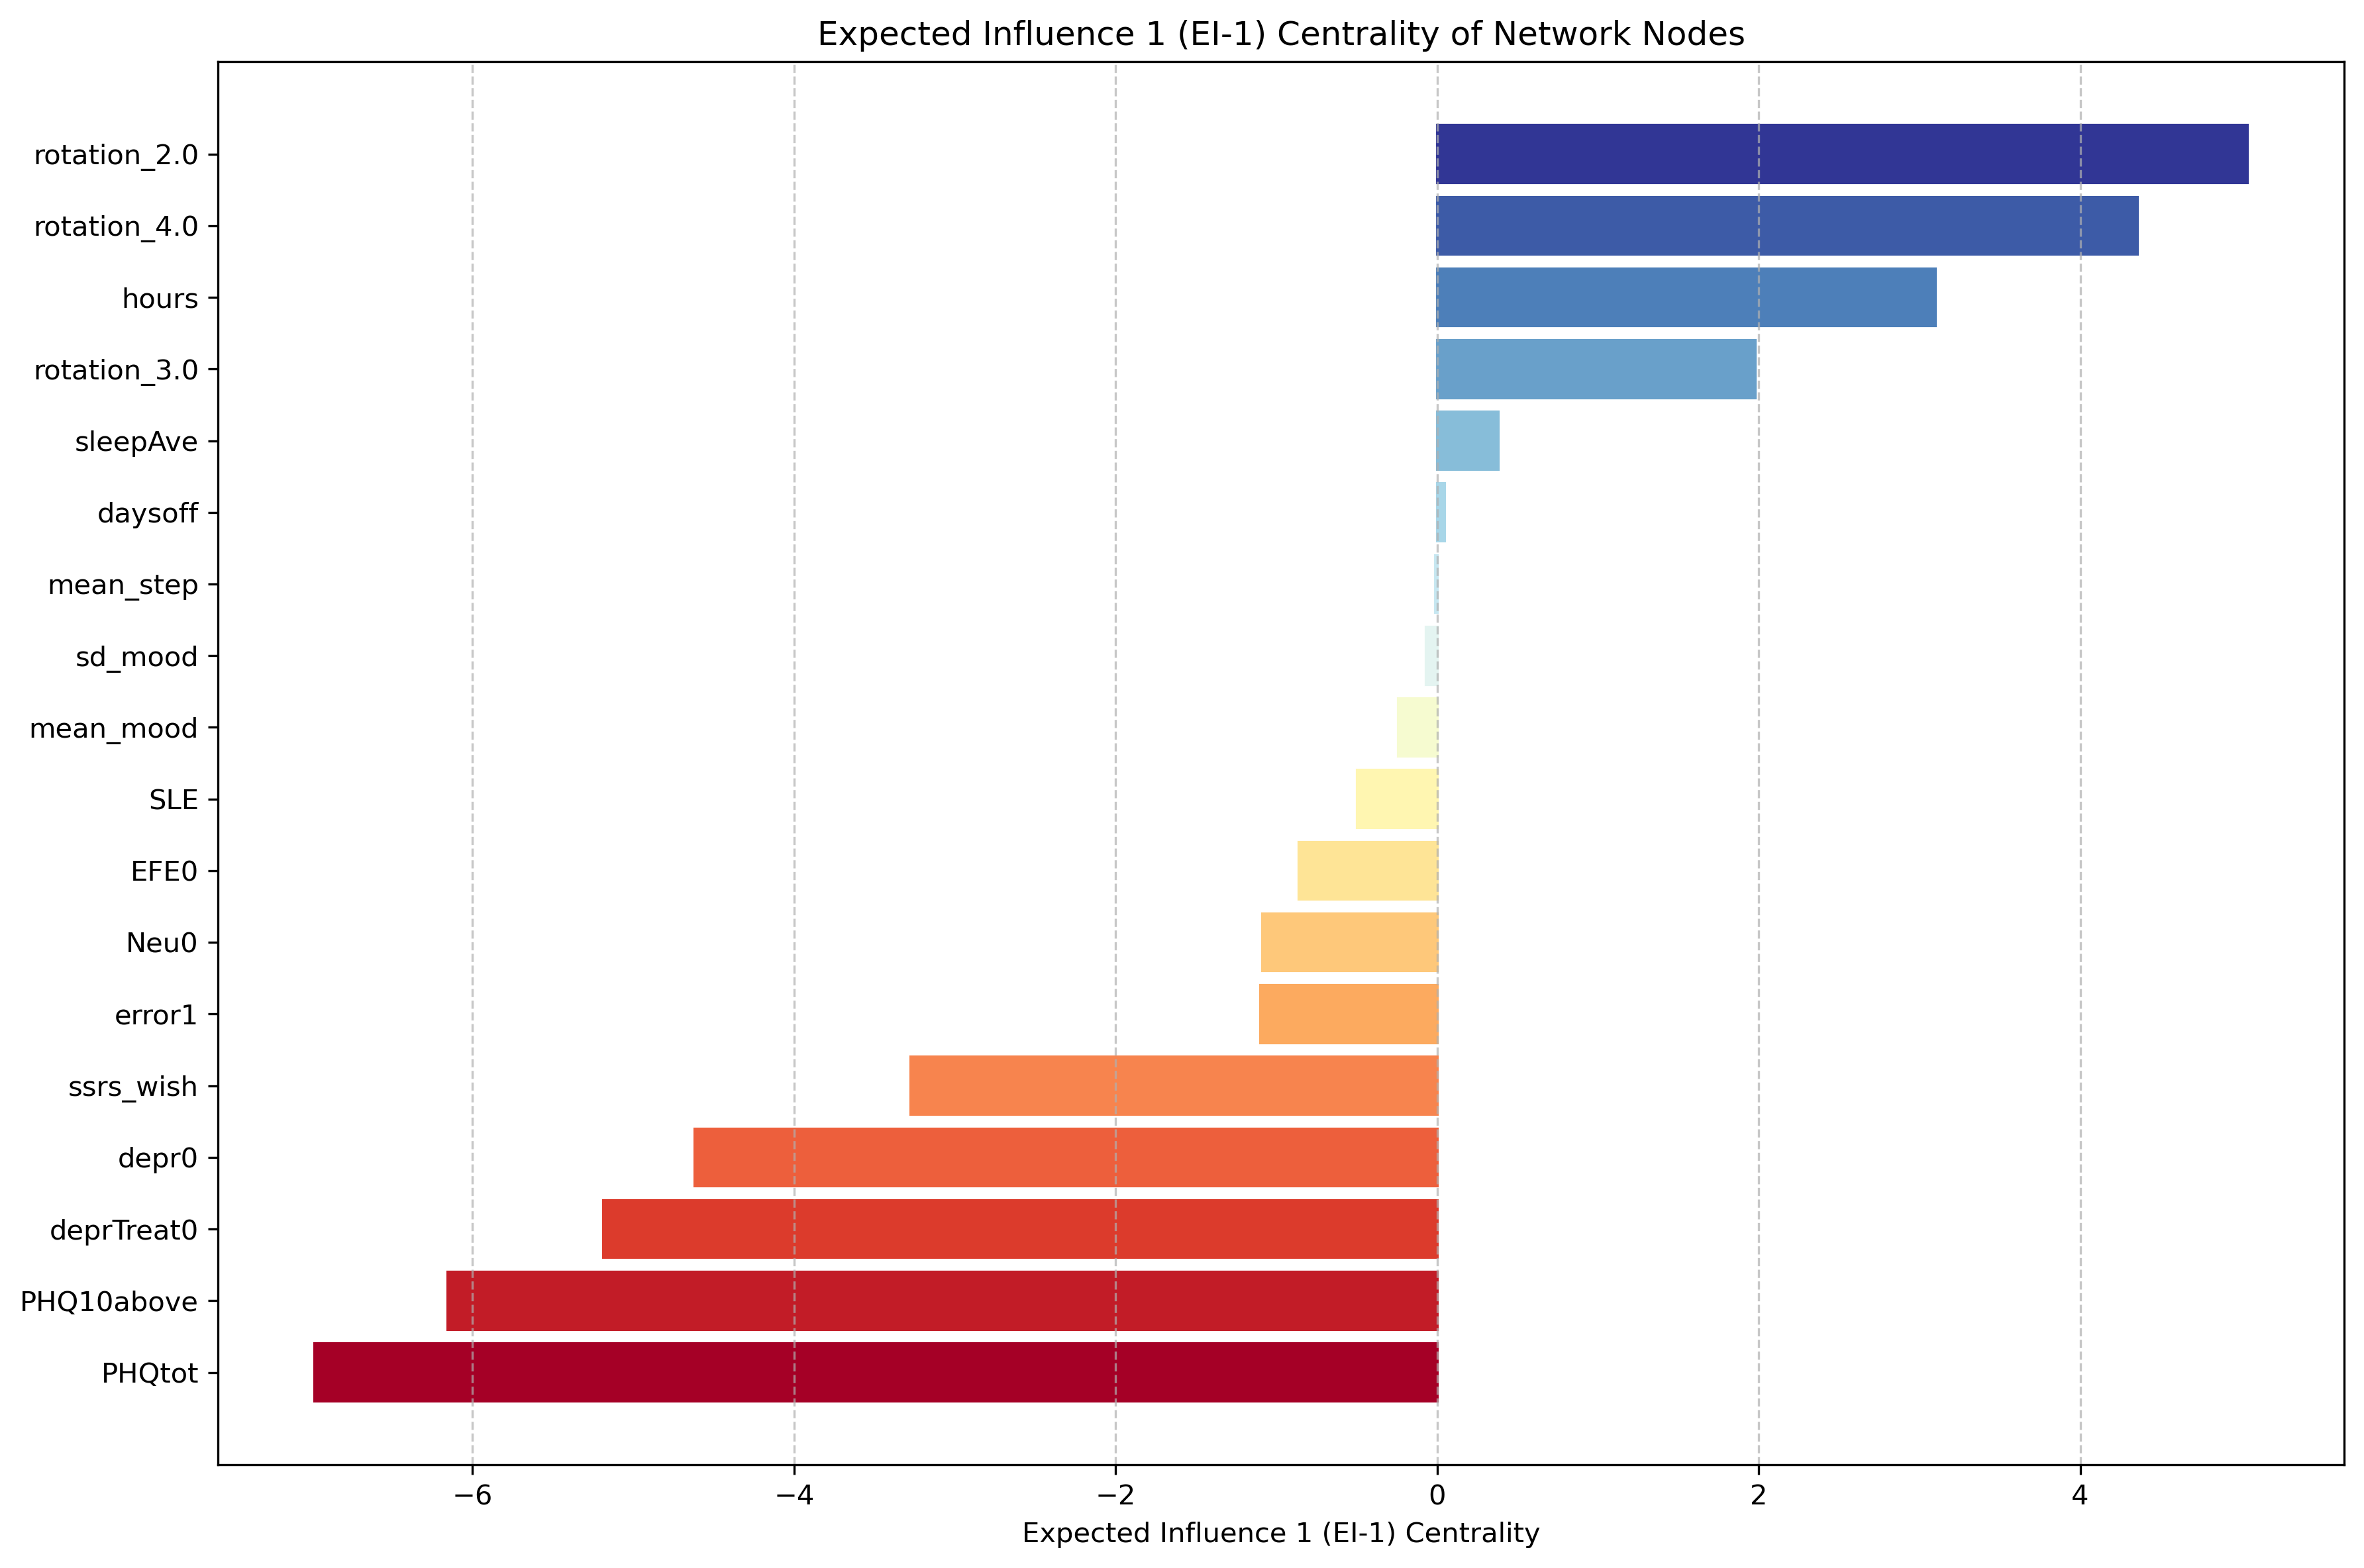 Expected Influence 1 (EI-1) Centrality of Network Nodes
rotation_2.0
rotation_4.0
hours
rotation_3.0
sleepAve
daysoff
mean_step
sd_mood
mean_mood
SLE
EFE0
Neu0
error1
ssrs_wish
depr0
deprTreat0
PHQ10above
PHQtot
−6 −4 −2 0 2 4
Expected Influence 1 (EI-1) Centrality